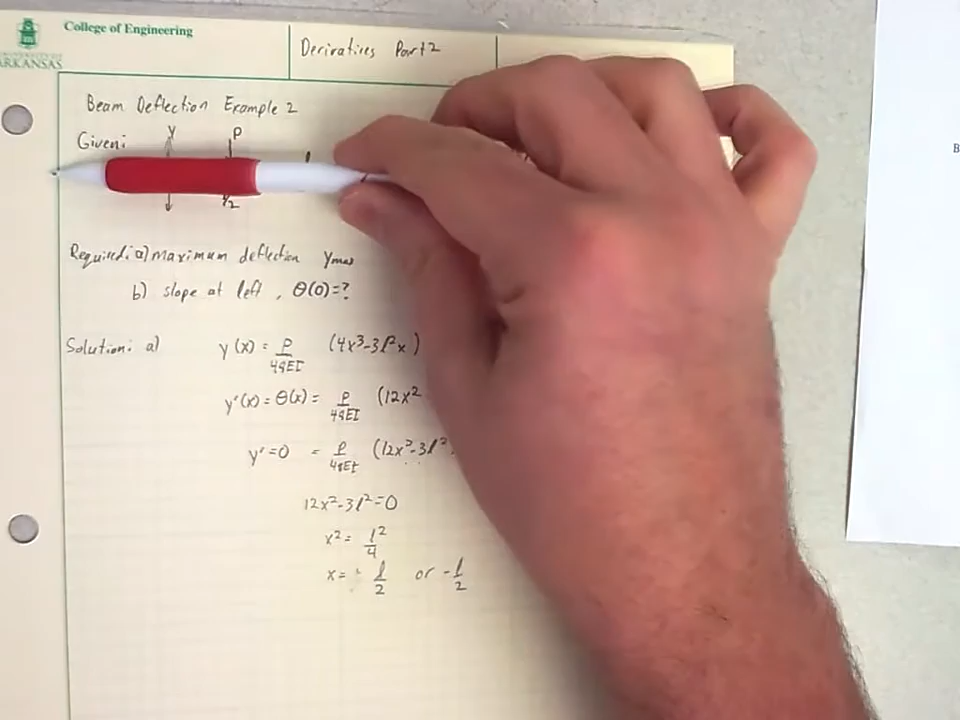 College of Engineering
ARKANSAS
Derivatives Part 2
Beam Deflection Example 2
Given:
y
P
Required: a) maximum deflection ymax
b) slope at left, θ(0)=?
Solution: a) y(x) = P/48EI (4x³-3l²x)
y'(x) = θ(x) = P/48EI (12x²
y'=0 = P/48EI (12x²-3l²
12x²-3l²=0
x² = l²/4
x = l/2 or -l/2
B